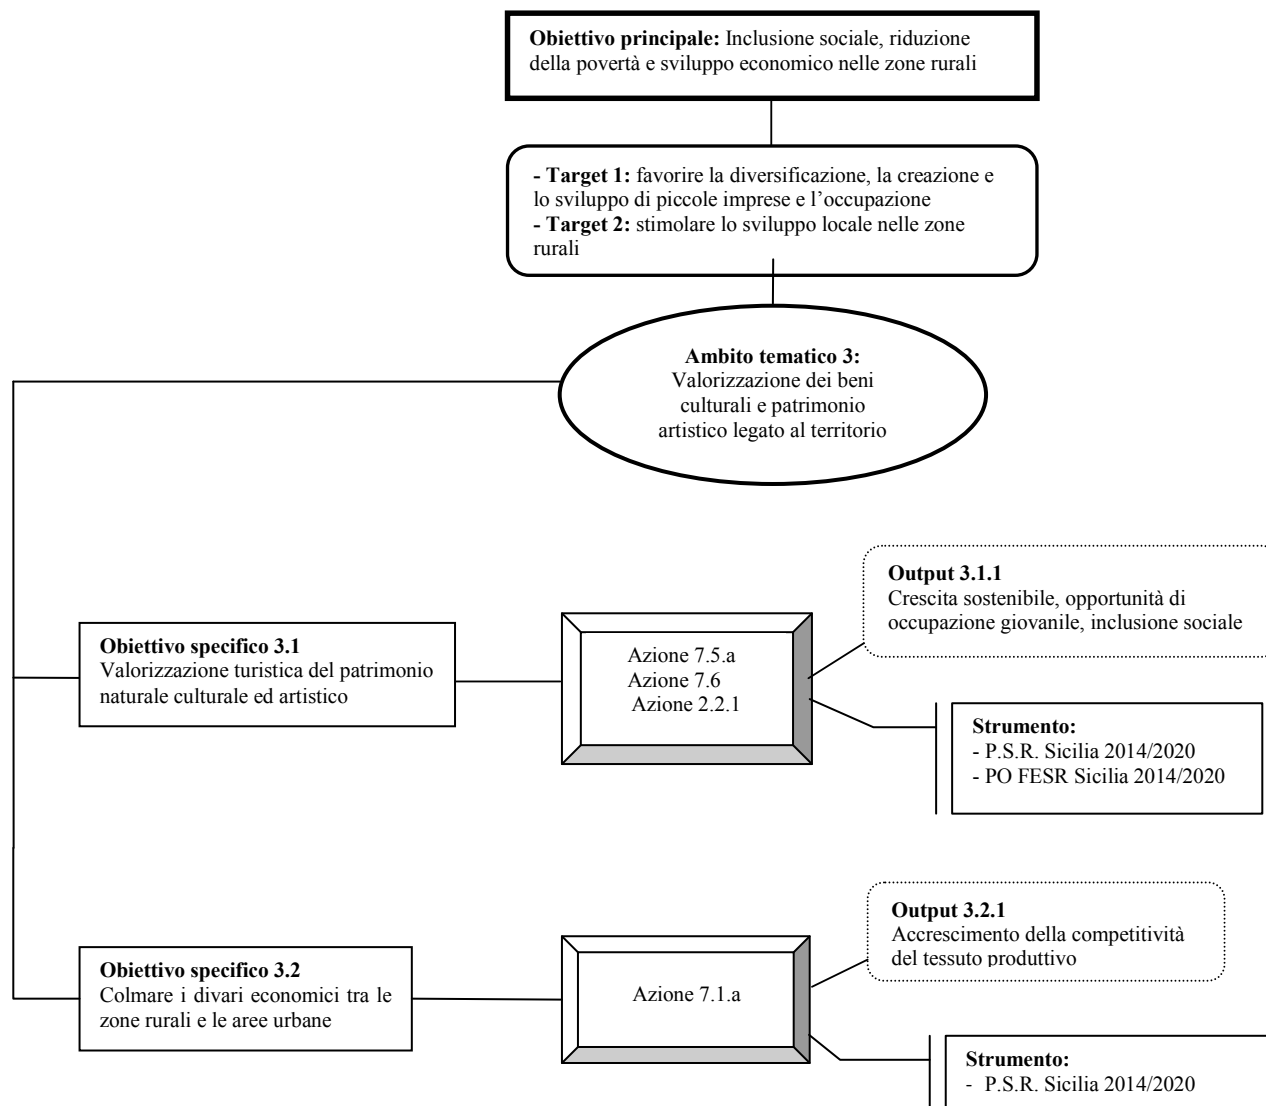 Obiettivo principale: Inclusione sociale, riduzione
della povertà e sviluppo economico nelle zone rurali
- Target 1: favorire la diversificazione, la creazione e
lo sviluppo di piccole imprese e l’occupazione
- Target 2: stimolare lo sviluppo locale nelle zone
rurali
Ambito tematico 3:
Valorizzazione dei beni
culturali e patrimonio
artistico legato al territorio
Obiettivo specifico 3.1
Valorizzazione turistica del patrimonio
naturale culturale ed artistico
Azione 7.5.a
Azione 7.6
Azione 2.2.1
Output 3.1.1
Crescita sostenibile, opportunità di
occupazione giovanile, inclusione sociale
Strumento:
- P.S.R. Sicilia 2014/2020
- PO FESR Sicilia 2014/2020
Obiettivo specifico 3.2
Colmare i divari economici tra le
zone rurali e le aree urbane
Azione 7.1.a
Output 3.2.1
Accrescimento della competitività
del tessuto produttivo
Strumento:
- P.S.R. Sicilia 2014/2020